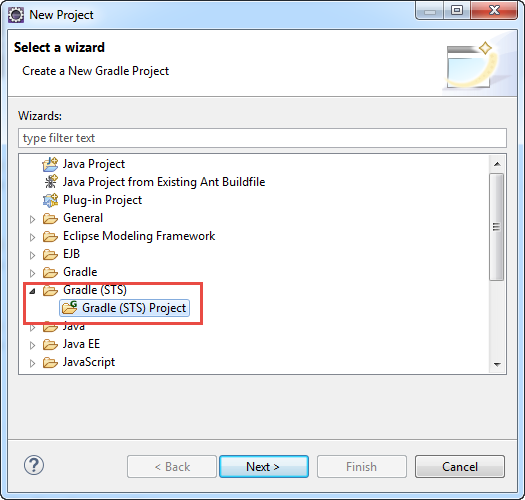 New Project
Select a wizard
Create a New Gradle Project
Wizards:
type filter text
Java Project
Java Project from Existing Ant Buildfile
Plug-in Project
General
Eclipse Modeling Framework
EJB
Gradle
Gradle (STS)
Gradle (STS) Project
Java
Java EE
JavaScript
? < Back Next > Finish Cancel